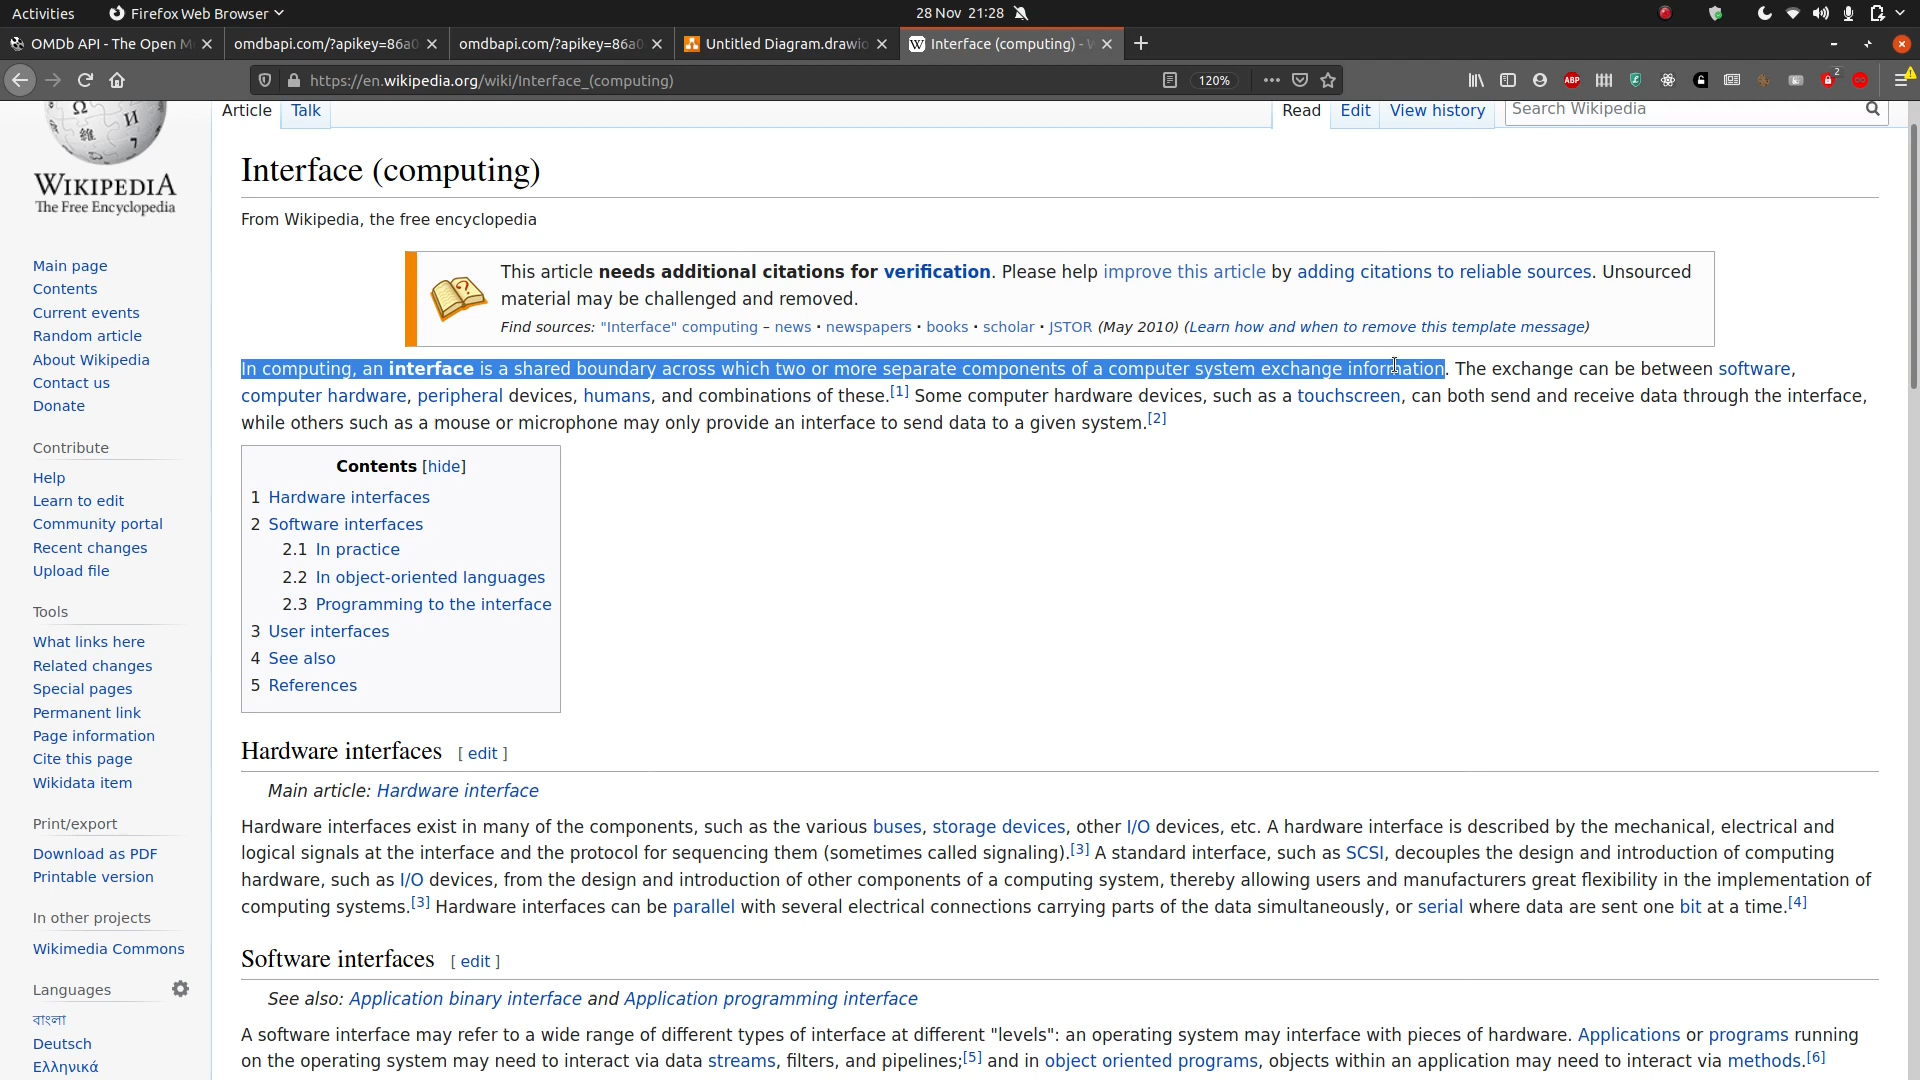 Activities Firefox Web Browser 28 Nov 21:28
OMDb API - The Open M omdbapi.com/?apikey=86a0 omdbapi.com/?apikey=86a0 Untitled Diagram.drawio Interface (computing) - W
https://en.wikipedia.org/wiki/Interface_(computing) 120% ABP 2
Article Talk Read Edit View history Search Wikipedia
WIKIPEDIA
The Free Encyclopedia
Main page
Contents
Current events
Random article
About Wikipedia
Contact us
Donate
Contribute
Help
Learn to edit
Community portal
Recent changes
Upload file
Tools
What links here
Related changes
Special pages
Permanent link
Page information
Cite this page
Wikidata item
Print/export
Download as PDF
Printable version
In other projects
Wikimedia Commons
Languages
বাংলা
Deutsch
Ελληνικά
Interface (computing)
From Wikipedia, the free encyclopedia
This article needs additional citations for verification. Please help improve this article by adding citations to reliable sources. Unsourced
material may be challenged and removed.
Find sources: "Interface" computing – news · newspapers · books · scholar · JSTOR (May 2010) (Learn how and when to remove this template message)
In computing, an interface is a shared boundary across which two or more separate components of a computer system exchange information. The exchange can be between software,
computer hardware, peripheral devices, humans, and combinations of these.[1] Some computer hardware devices, such as a touchscreen, can both send and receive data through the interface,
while others such as a mouse or microphone may only provide an interface to send data to a given system.[2]
Contents [hide]
1 Hardware interfaces
2 Software interfaces
2.1 In practice
2.2 In object-oriented languages
2.3 Programming to the interface
3 User interfaces
4 See also
5 References
Hardware interfaces [ edit ]
Main article: Hardware interface
Hardware interfaces exist in many of the components, such as the various buses, storage devices, other I/O devices, etc. A hardware interface is described by the mechanical, electrical and
logical signals at the interface and the protocol for sequencing them (sometimes called signaling).[3] A standard interface, such as SCSI, decouples the design and introduction of computing
hardware, such as I/O devices, from the design and introduction of other components of a computing system, thereby allowing users and manufacturers great flexibility in the implementation of
computing systems.[3] Hardware interfaces can be parallel with several electrical connections carrying parts of the data simultaneously, or serial where data are sent one bit at a time.[4]
Software interfaces [ edit ]
See also: Application binary interface and Application programming interface
A software interface may refer to a wide range of different types of interface at different "levels": an operating system may interface with pieces of hardware. Applications or programs running
on the operating system may need to interact via data streams, filters, and pipelines;[5] and in object oriented programs, objects within an application may need to interact via methods.[6]